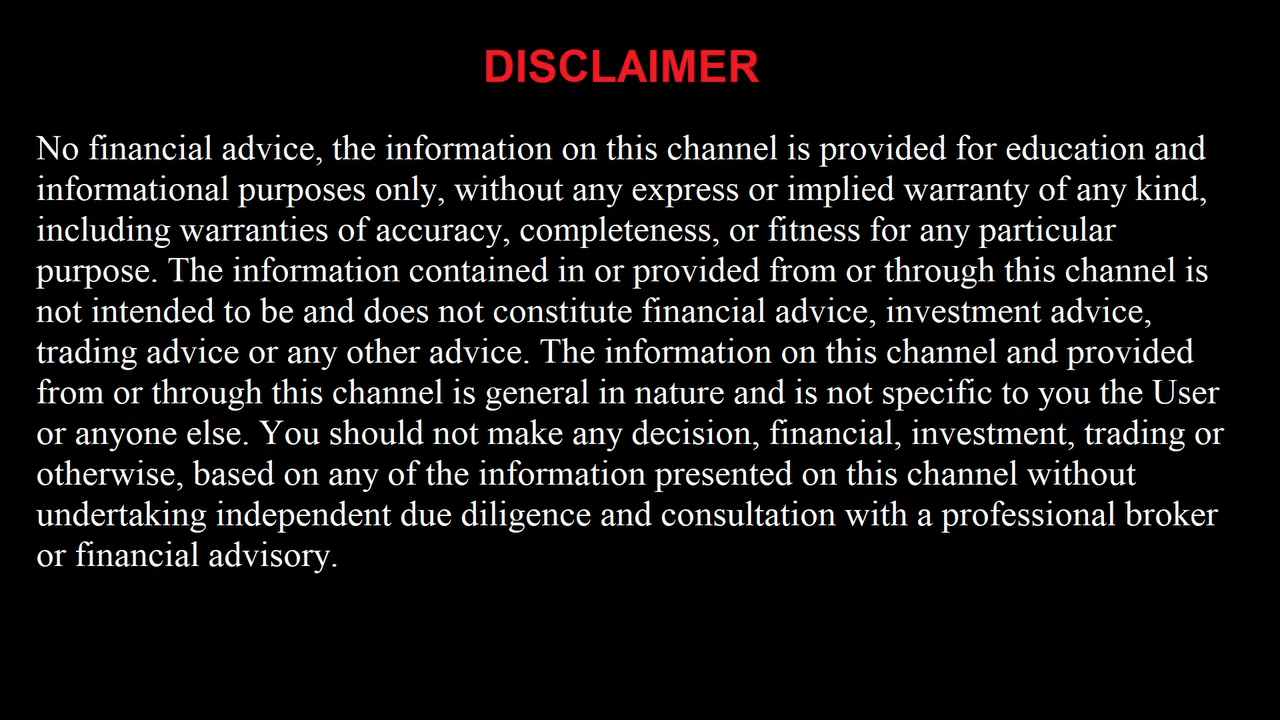 DISCLAIMER
No financial advice, the information on this channel is provided for education and
informational purposes only, without any express or implied warranty of any kind,
including warranties of accuracy, completeness, or fitness for any particular
purpose. The information contained in or provided from or through this channel is
not intended to be and does not constitute financial advice, investment advice,
trading advice or any other advice. The information on this channel and provided
from or through this channel is general in nature and is not specific to you the User
or anyone else. You should not make any decision, financial, investment, trading or
otherwise, based on any of the information presented on this channel without
undertaking independent due diligence and consultation with a professional broker
or financial advisory.